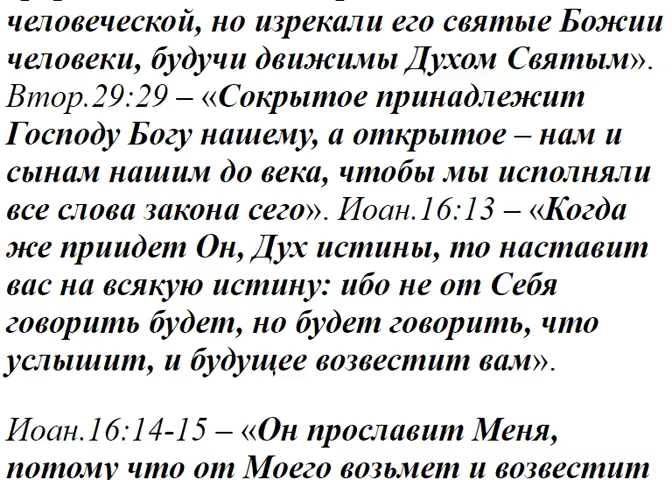 человеческой, но изрекали его святые Божии
человеки, будучи движимы Духом Святым».
Втор.29:29 – «Сокрытое принадлежит
Господу Богу нашему, а открытое – нам и
сынам нашим до века, чтобы мы исполняли
все слова закона сего». Иоан.16:13 – «Когда
же приидет Он, Дух истины, то наставит
вас на всякую истину: ибо не от Себя
говорить будет, но будет говорить, что
услышит, и будущее возвестит вам».
Иоан.16:14-15 – «Он прославит Меня,
потому что от Моего возьмет и возвестит